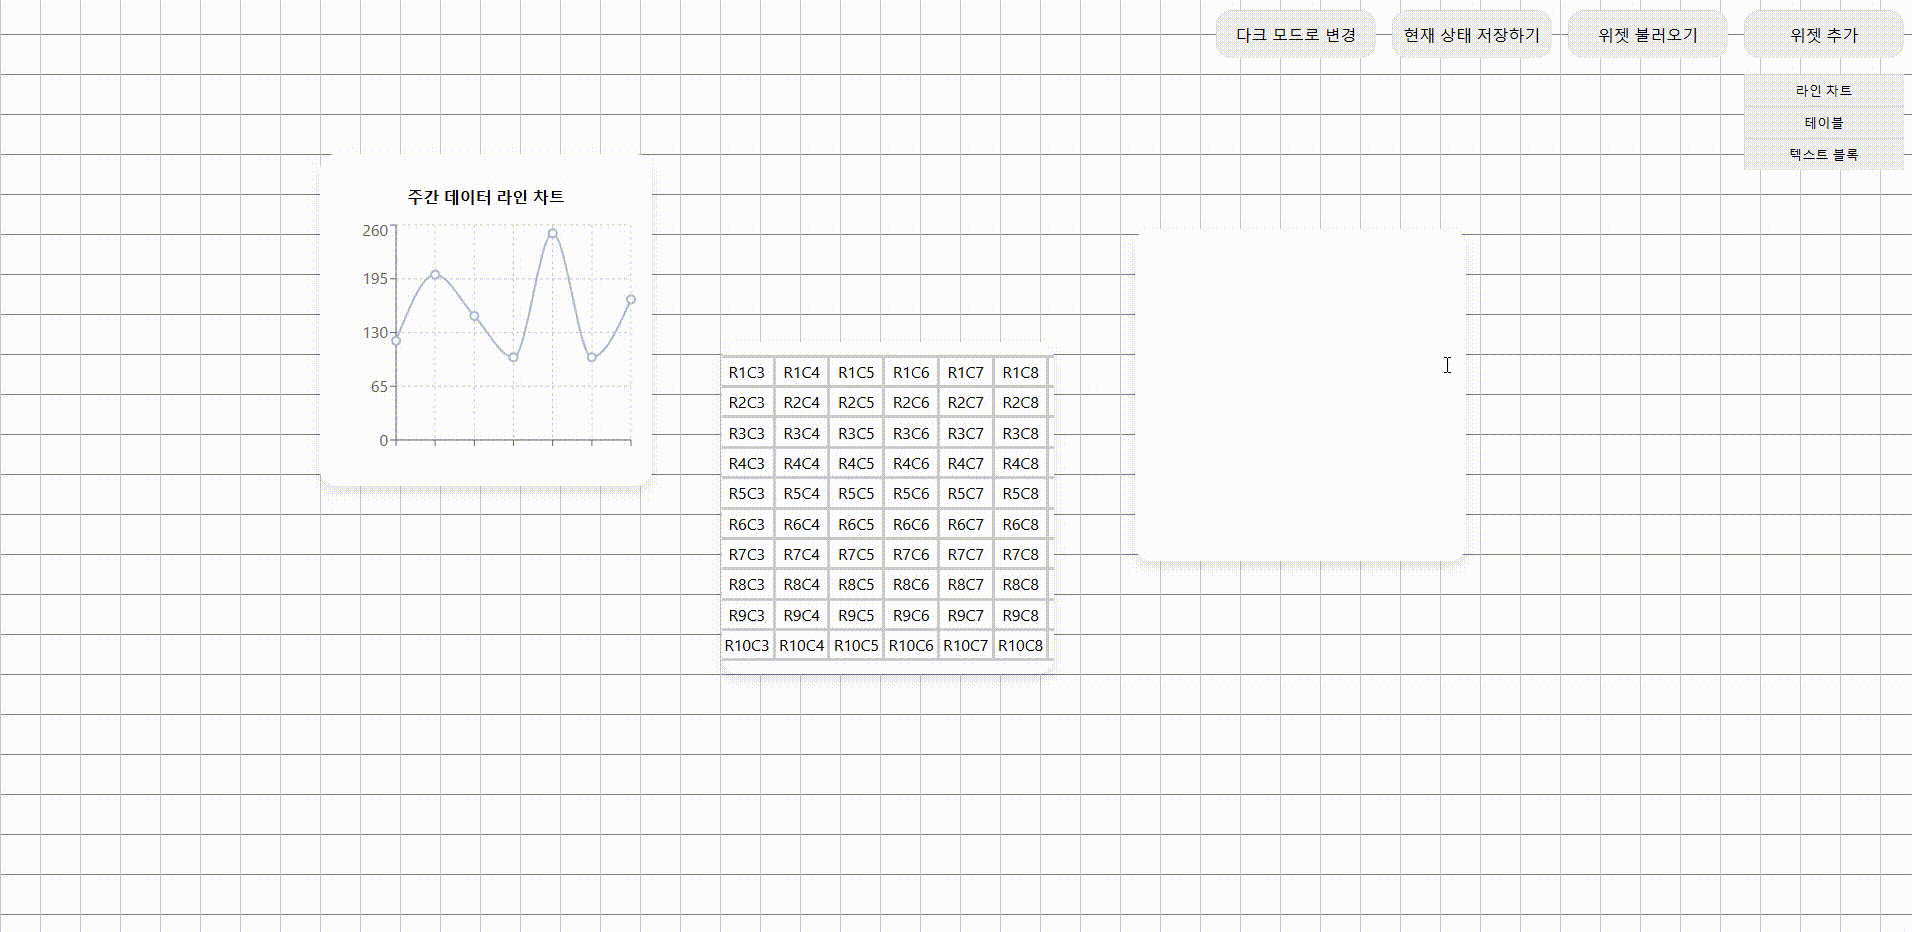 다크 모드로 변경 현재 상태 저장하기 위젯 불러오기 위젯 추가
라인 차트
테이블
텍스트 블록
주간 데이터 라인 차트
260
195
130
65
0
R1C3 R1C4 R1C5 R1C6 R1C7 R1C8
R2C3 R2C4 R2C5 R2C6 R2C7 R2C8
R3C3 R3C4 R3C5 R3C6 R3C7 R3C8
R4C3 R4C4 R4C5 R4C6 R4C7 R4C8
R5C3 R5C4 R5C5 R5C6 R5C7 R5C8
R6C3 R6C4 R6C5 R6C6 R6C7 R6C8
R7C3 R7C4 R7C5 R7C6 R7C7 R7C8
R8C3 R8C4 R8C5 R8C6 R8C7 R8C8
R9C3 R9C4 R9C5 R9C6 R9C7 R9C8
R10C3 R10C4 R10C5 R10C6 R10C7 R10C8